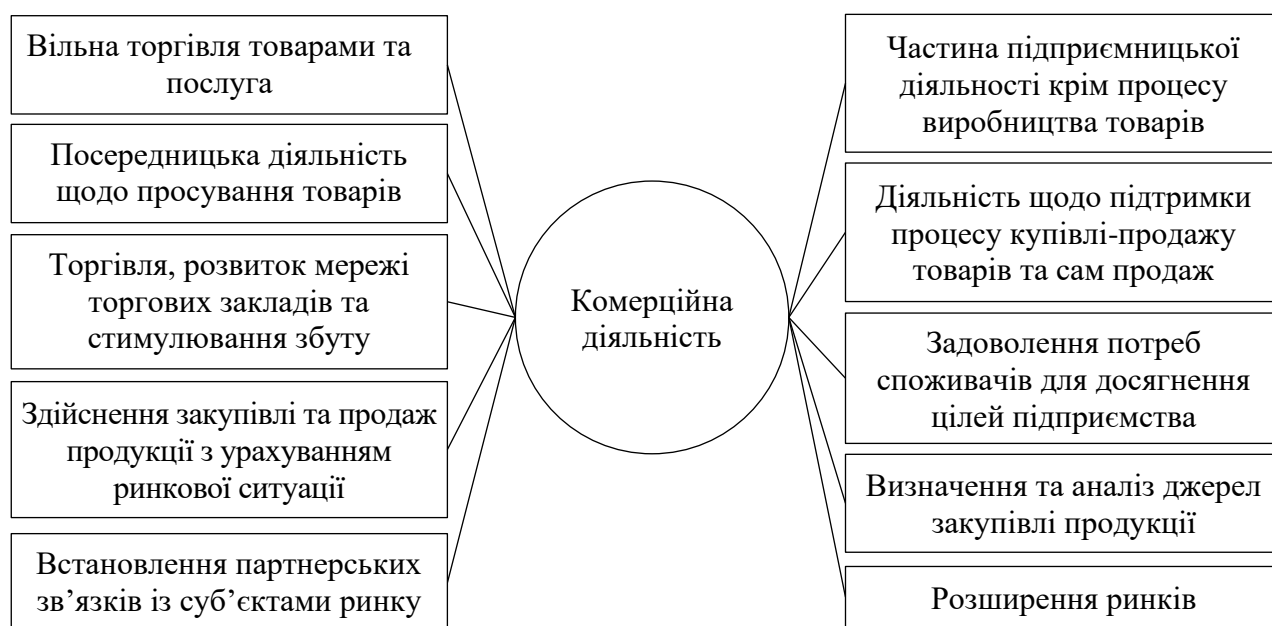 Вільна торгівля товарами та
послуга
Посередницька діяльність
щодо просування товарів
Торгівля, розвиток мережі
торгових закладів та
стимулювання збуту
Здійснення закупівлі та продаж
продукції з урахуванням
ринкової ситуації
Встановлення партнерських
зв’язків із суб’єктами ринку
Комерційна
діяльність
Частина підприємницької
діяльності крім процесу
виробництва товарів
Діяльність щодо підтримки
процесу купівлі-продажу
товарів та сам продаж
Задоволення потреб
споживачів для досягнення
цілей підприємства
Визначення та аналіз джерел
закупівлі продукції
Розширення ринків